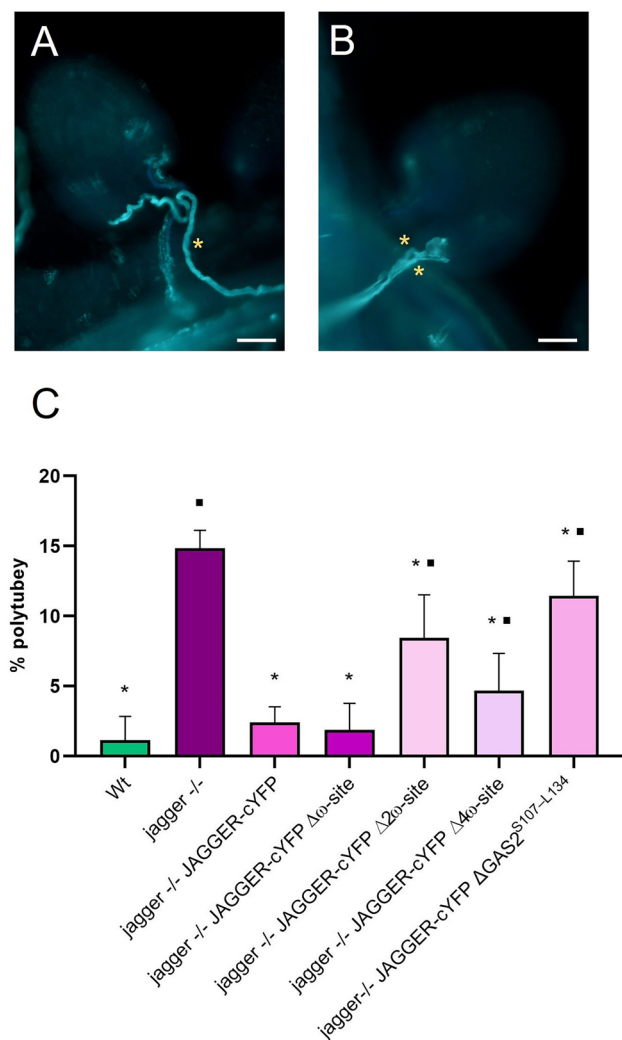 A
B
*
*
*
C
20
15
10
5
0
% polytubey
*
■
*
*
* ■
* ■
* ■
Wt
jagger -/-
jagger -/- JAGGER-cYFP
jagger -/- JAGGER-cYFP Δω-site
jagger -/- JAGGER-cYFP Δ2ω-site
jagger -/- JAGGER-cYFP Δ4ω-site
jagger-/- JAGGER-cYFP ΔGAS2S107–L134